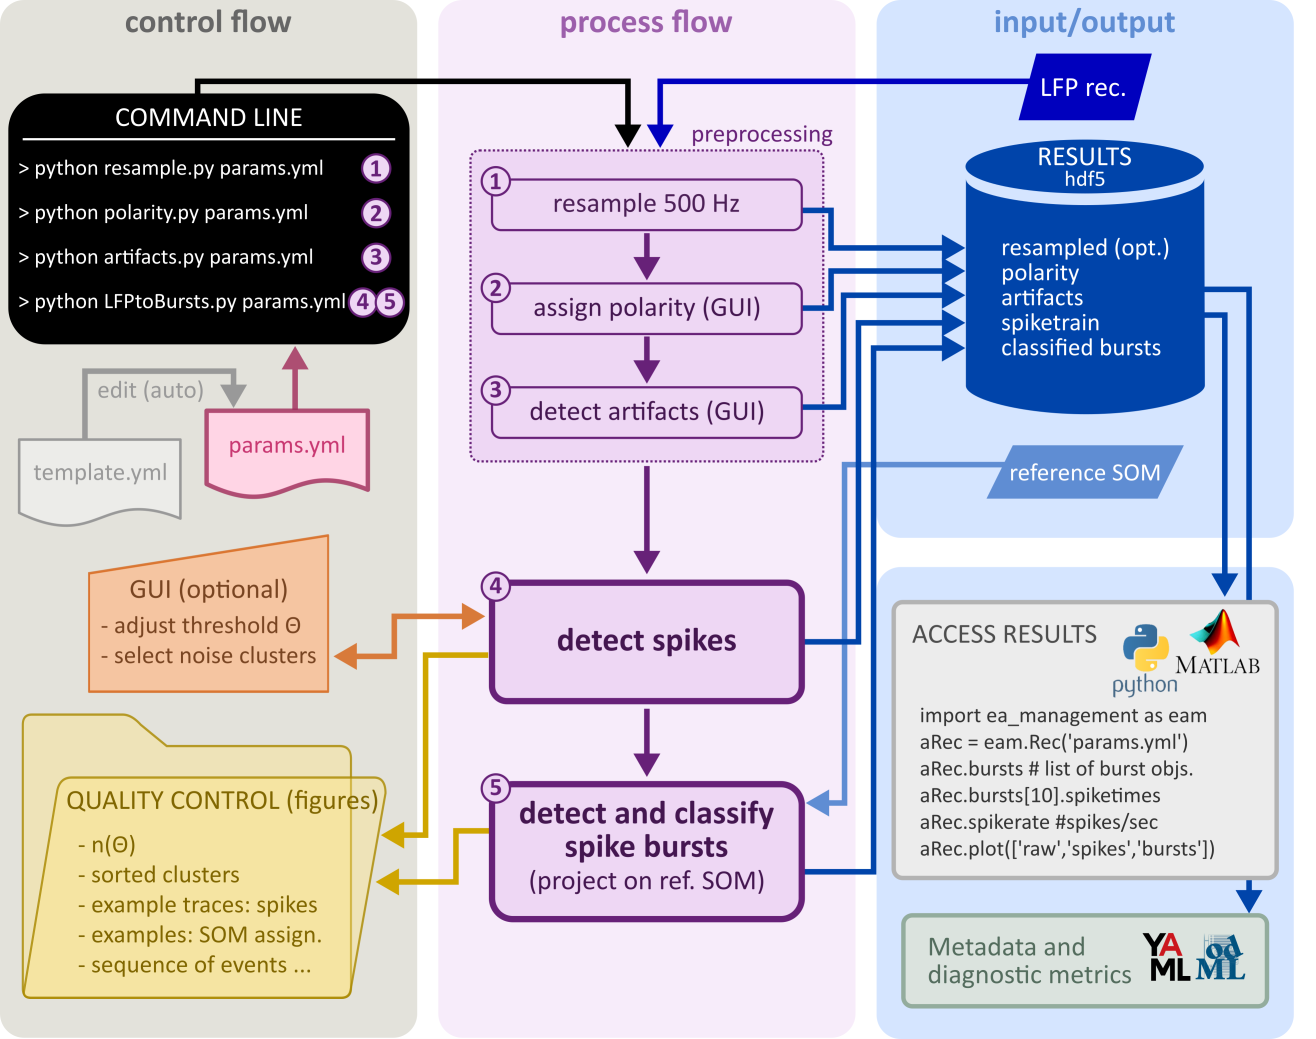 control flow
COMMAND LINE
> python resample.py params.yml 1
> python polarity.py params.yml 2
> python artifacts.py params.yml 3
> python LFPtoBursts.py params.yml 4 5
edit (auto)
params.yml
template.yml
GUI (optional)
- adjust threshold Θ
- select noise clusters
QUALITY CONTROL (figures)
- n(Θ)
- sorted clusters
- example traces: spikes
- examples: SOM assign.
- sequence of events ...
process flow
preprocessing
1
resample 500 Hz
2
assign polarity (GUI)
3
detect artifacts (GUI)
4
detect spikes
5
detect and classify
spike bursts
(project on ref. SOM)
input/output
LFP rec.
RESULTS
hdf5
resampled (opt.)
polarity
artifacts
spiketrain
classified bursts
reference SOM
ACCESS RESULTS
python
MATLAB
import ea_management as eam
aRec = eam.Rec('params.yml')
aRec.bursts # list of burst objs.
aRec.bursts[10].spiketimes
aRec.spikerate #spikes/sec
aRec.plot(['raw','spikes','bursts'])
Metadata and
diagnostic metrics
YA
ML
od
ML